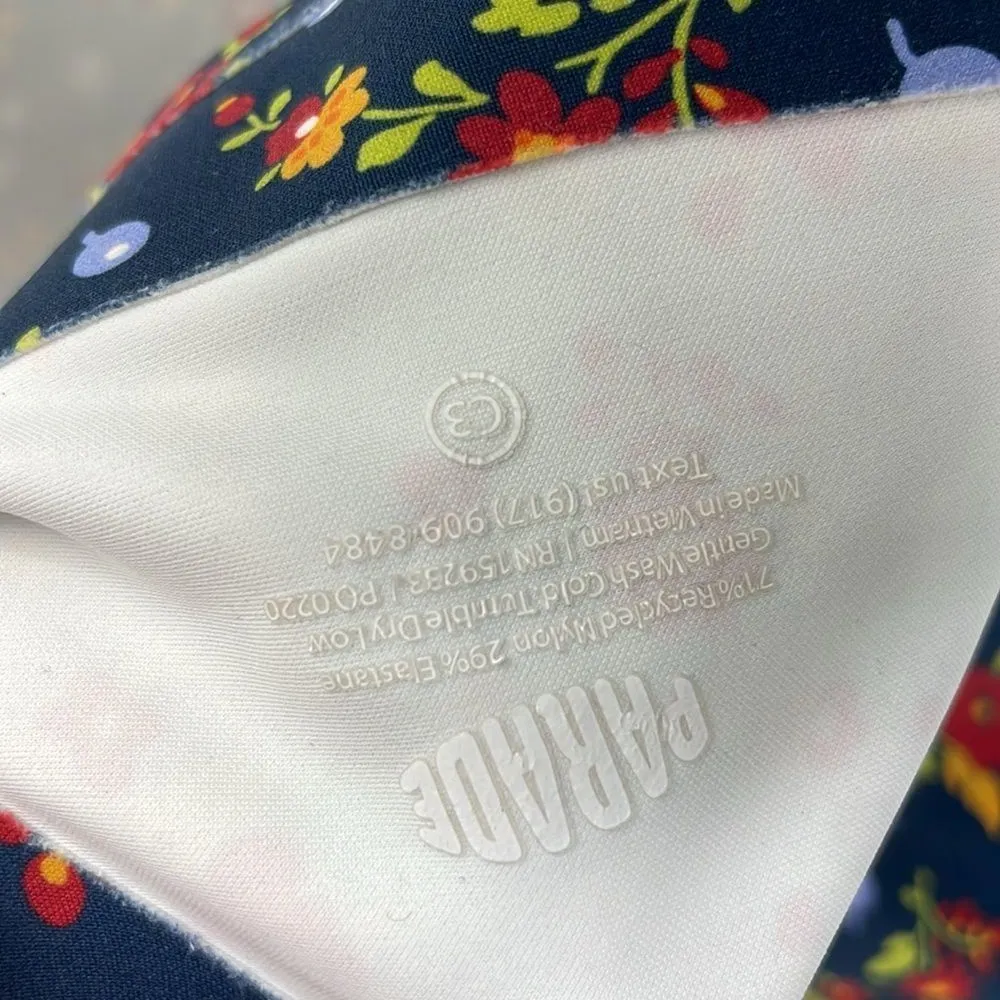 PARADE
71% Recycled Nylon 29% Elastane
Gentle Wash Cold Tumble Dry Low
Made in Vietnam | RN 159233 | PO 0220
Text us! (917) 909-8484
C3